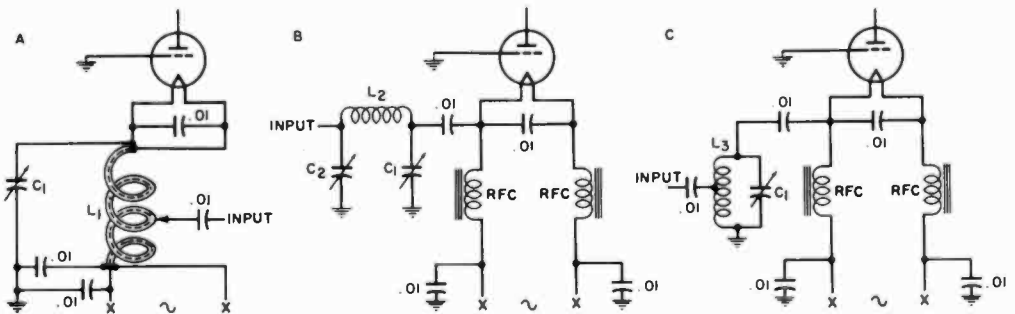 A
.01
C1
L1
.01
INPUT
.01
.01
X
~
X
B
L2
INPUT
.01
.01
C2
C1
RFC
RFC
.01
.01
X
~
X
C
.01
.01
L3
INPUT
.01
C1
RFC
RFC
.01
.01
X
~
X